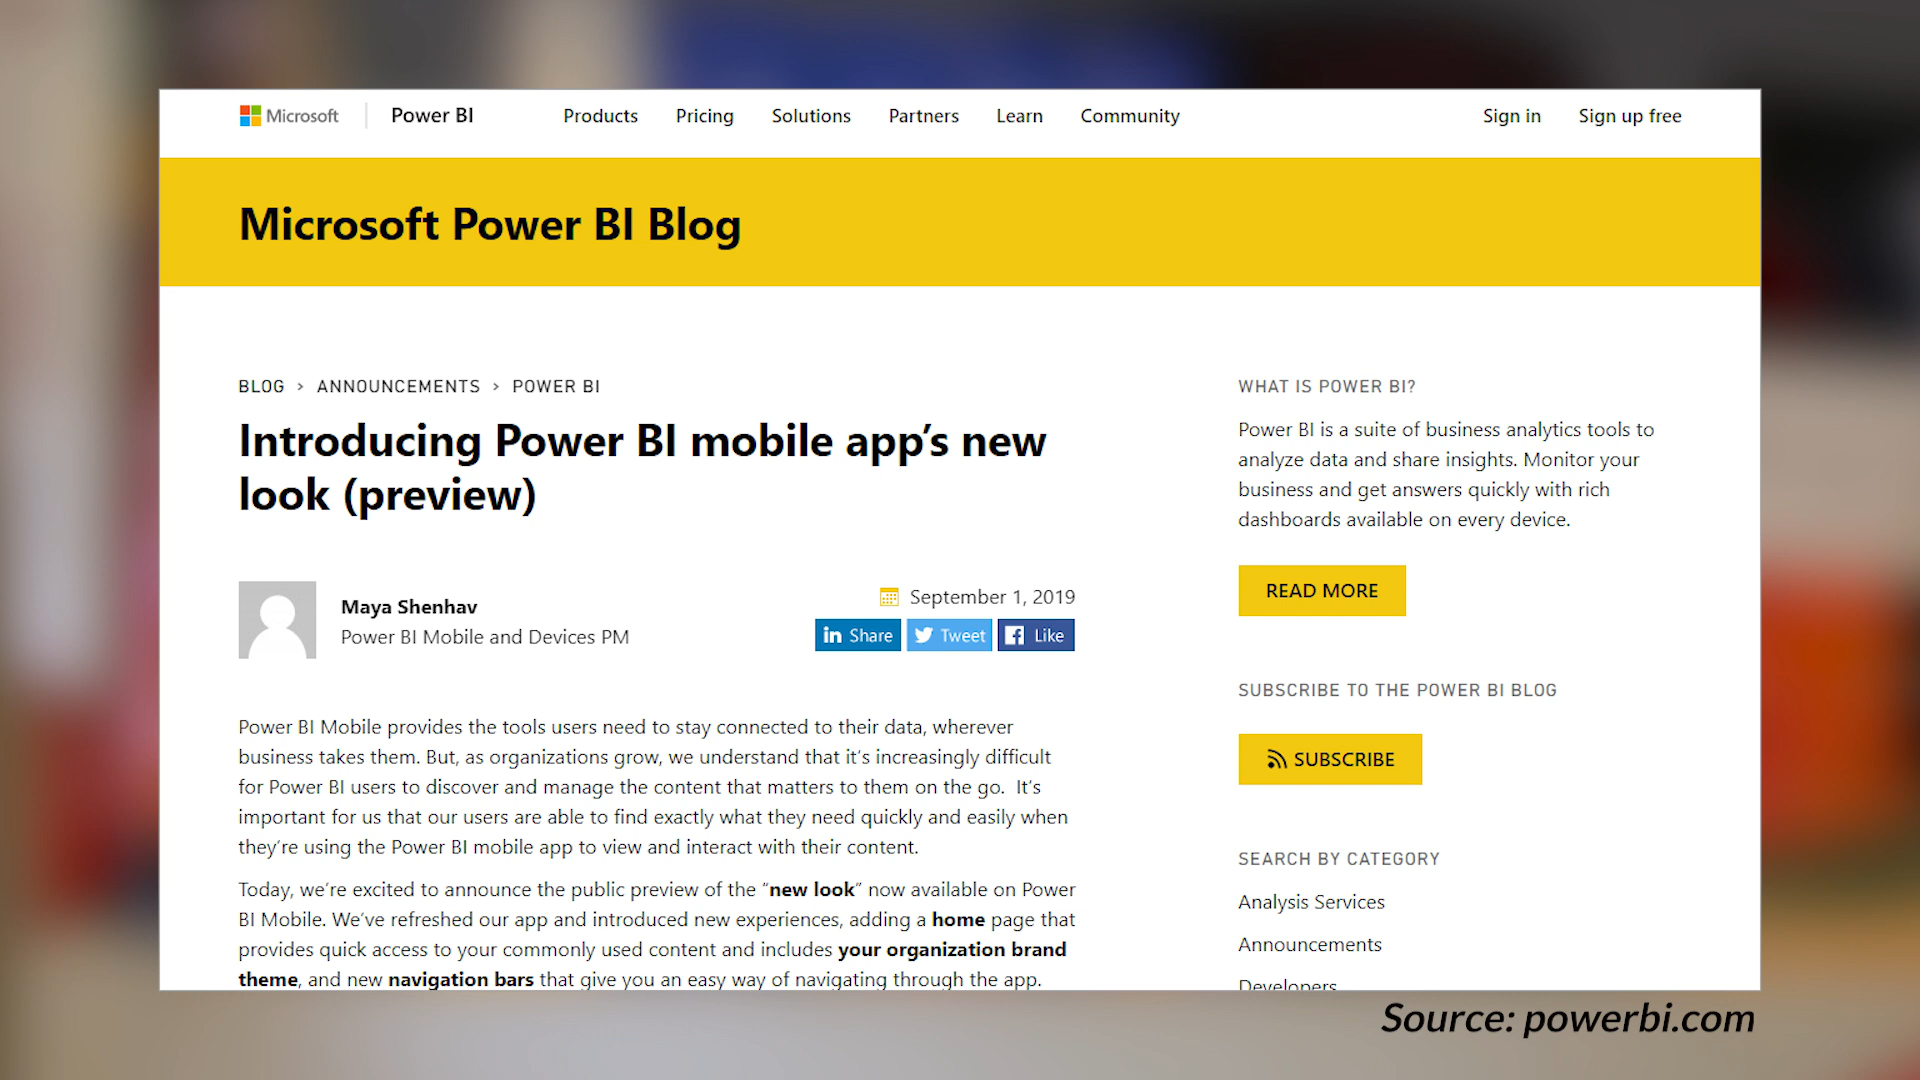 Microsoft Power BI Products Pricing Solutions Partners Learn Community Sign in Sign up free
Microsoft Power BI Blog
BLOG > ANNOUNCEMENTS > POWER BI
Introducing Power BI mobile app’s new
look (preview)
Maya Shenhav
Power BI Mobile and Devices PM
September 1, 2019
in Share Tweet Like
Power BI Mobile provides the tools users need to stay connected to their data, wherever
business takes them. But, as organizations grow, we understand that it’s increasingly difficult
for Power BI users to discover and manage the content that matters to them on the go. It’s
important for us that our users are able to find exactly what they need quickly and easily when
they’re using the Power BI mobile app to view and interact with their content.
Today, we’re excited to announce the public preview of the “new look” now available on Power
BI Mobile. We’ve refreshed our app and introduced new experiences, adding a home page that
provides quick access to your commonly used content and includes your organization brand
theme, and new navigation bars that give you an easy way of navigating through the app.
WHAT IS POWER BI?
Power BI is a suite of business analytics tools to
analyze data and share insights. Monitor your
business and get answers quickly with rich
dashboards available on every device.
READ MORE
SUBSCRIBE TO THE POWER BI BLOG
SUBSCRIBE
SEARCH BY CATEGORY
Analysis Services
Announcements
Developers
Source: powerbi.com